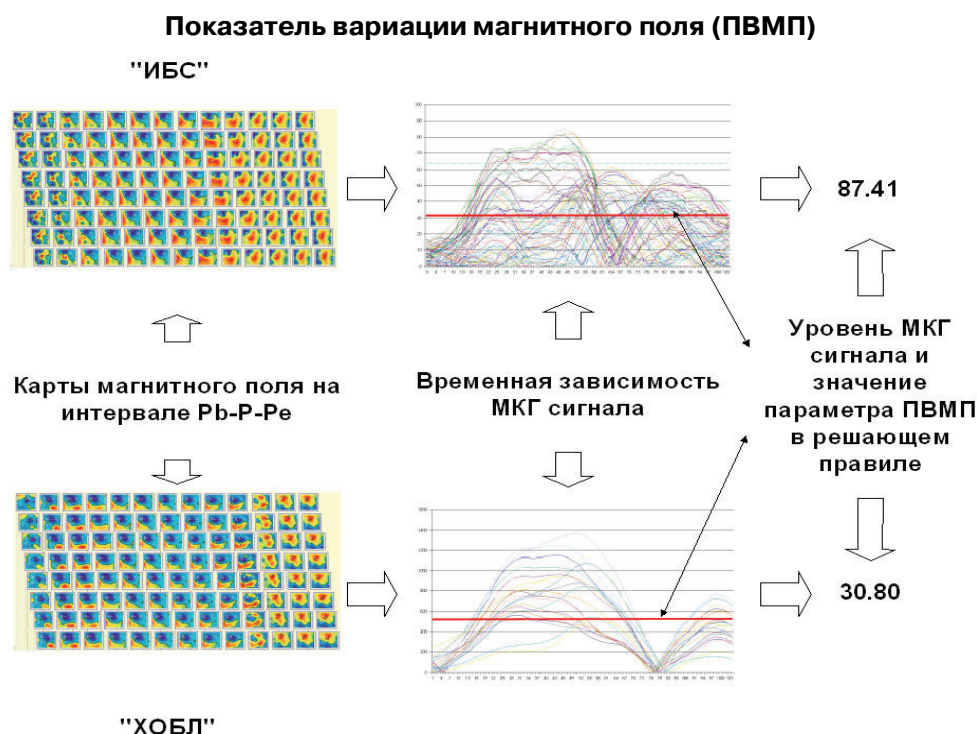 Показатель вариации магнитного поля (ПВМП)
"ИБС"
87.41
Карты магнитного поля на
интервале Pb-P-Pe
Временная зависимость
МКГ сигнала
Уровень МКГ
сигнала и
значение
параметра ПВМП
в решающем
правиле
30.80
"ХОБЛ"